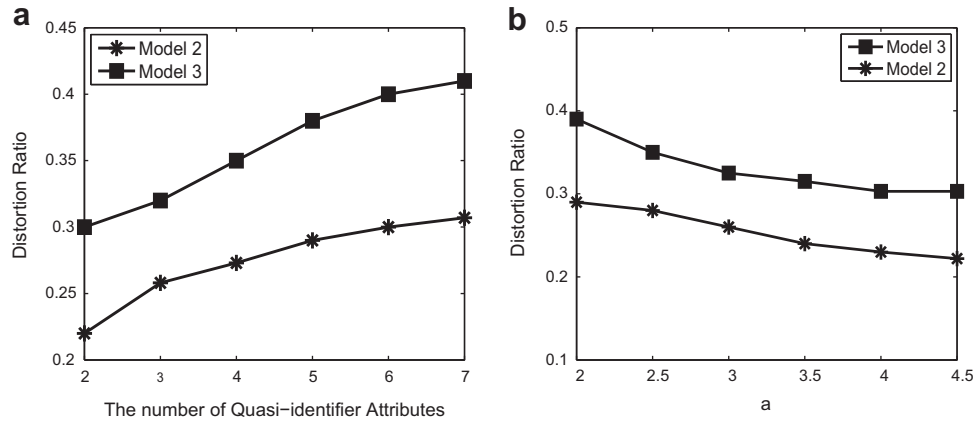 a
0.45
0.4
0.35
0.3
0.25
0.2
Distortion Ratio
Model 2
Model 3
2 3 4 5 6 7
The number of Quasi-identifier Attributes
b
0.5
0.4
0.3
0.2
0.1
Distortion Ratio
Model 3
Model 2
2 2.5 3 3.5 4 4.5
a